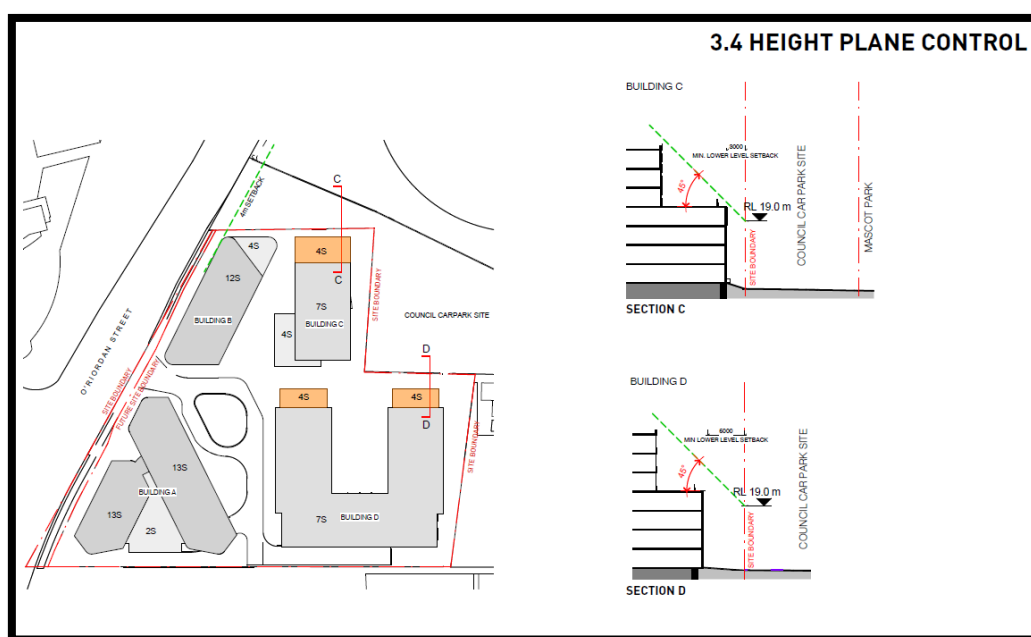 3.4 HEIGHT PLANE CONTROL
4m SETBACK
C
4S
4S
12S
C
7S
BUILDING B
BUILDING C
4S
SITE BOUNDARY
COUNCIL CARPARK SITE
O'RIORDAN STREET
SITE BOUNDARY
FUTURE SITE BOUNDARY
D
4S
4S
D
13S
BUILDING A
13S
2S
7S
BUILDING D
SITE BOUNDARY
BUILDING C
3000
MIN. LOWER LEVEL SETBACK
45°
RL 19.0 m
SITE BOUNDARY
COUNCIL CAR PARK SITE
MASCOT PARK
SECTION C
BUILDING D
6000
MIN LOWER LEVEL SETBACK
45°
RL 19.0 m
SITE BOUNDARY
COUNCIL CAR PARK SITE
SECTION D